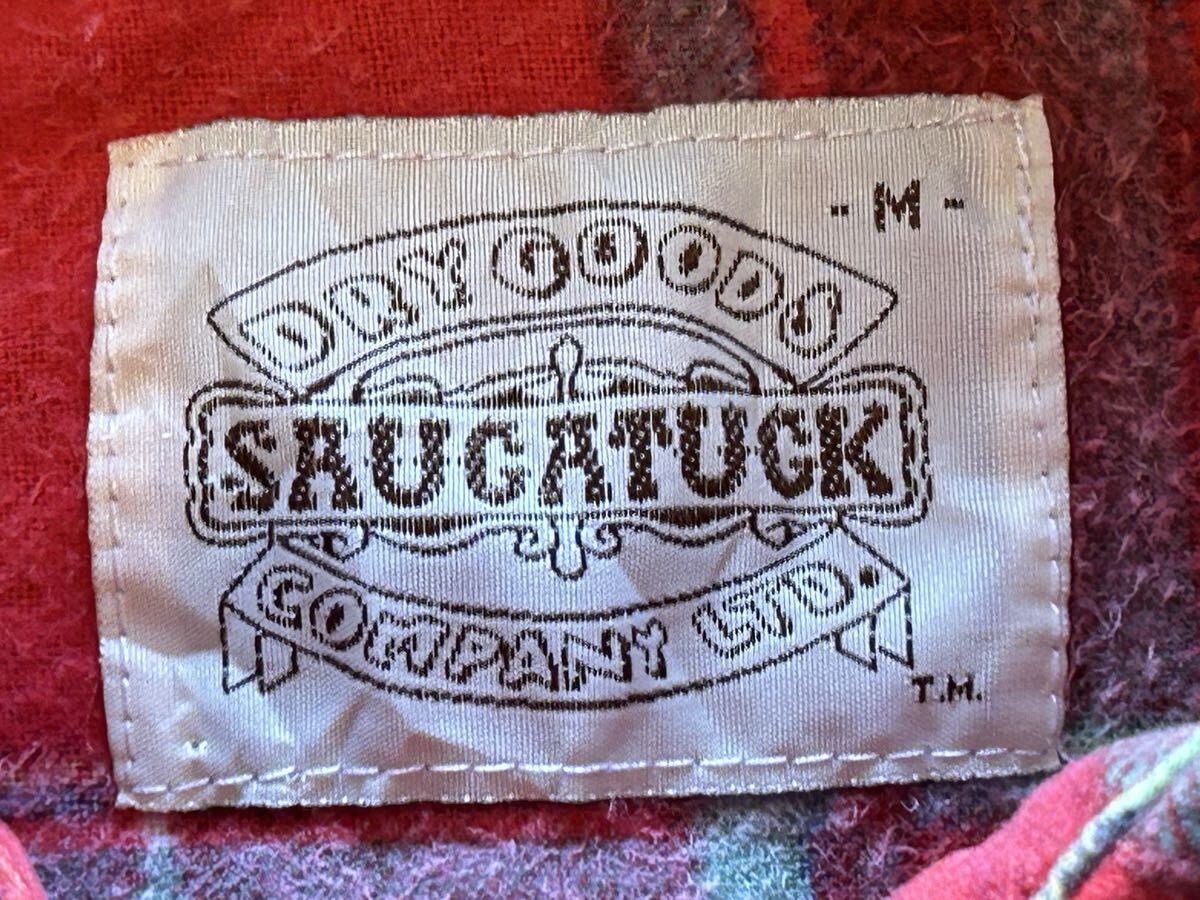 - M -
DRY GOODS
SAUGATUCK
COMPANY LTD.
T.M.